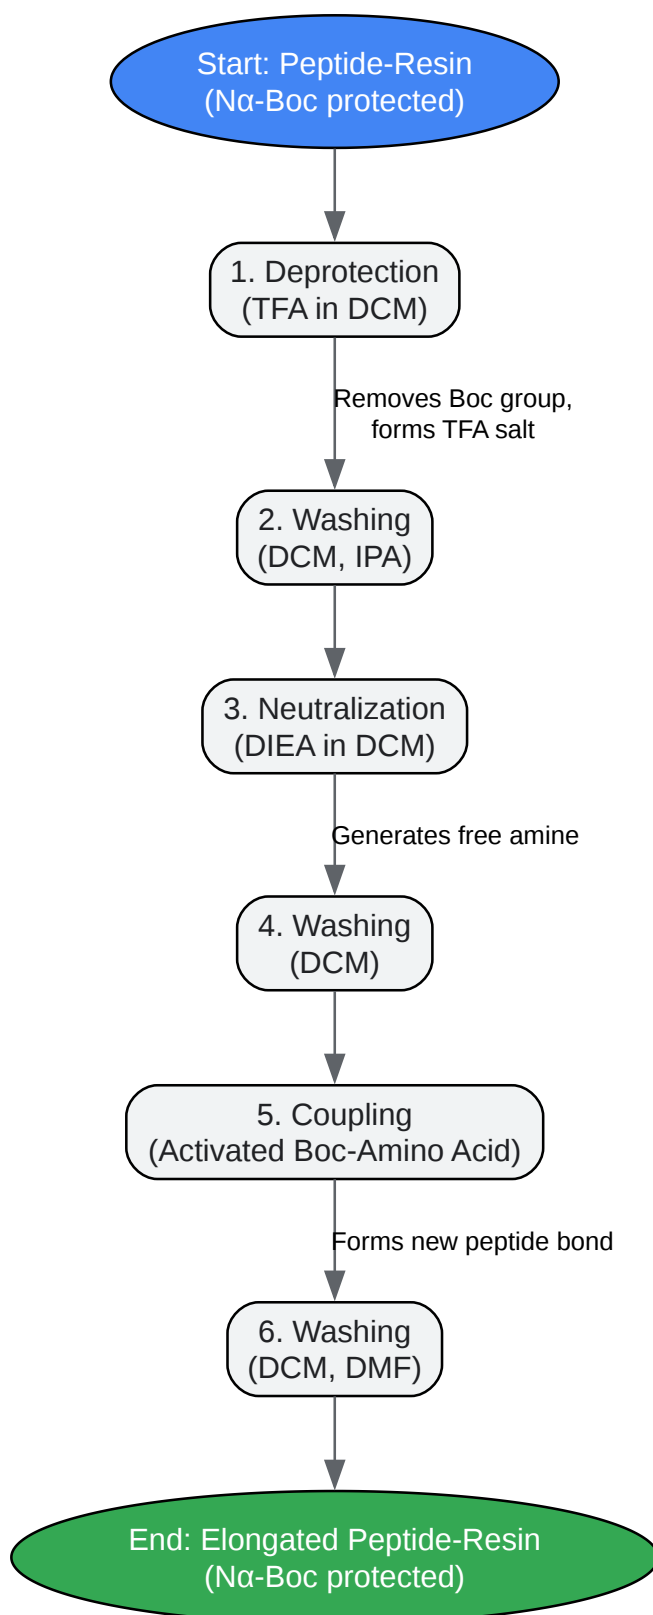 Start: Peptide-Resin
(Nα-Boc protected)
1. Deprotection
(TFA in DCM)
Removes Boc group,
forms TFA salt
2. Washing
(DCM, IPA)
3. Neutralization
(DIEA in DCM)
Generates free amine
4. Washing
(DCM)
5. Coupling
(Activated Boc-Amino Acid)
Forms new peptide bond
6. Washing
(DCM, DMF)
End: Elongated Peptide-Resin
(Nα-Boc protected)